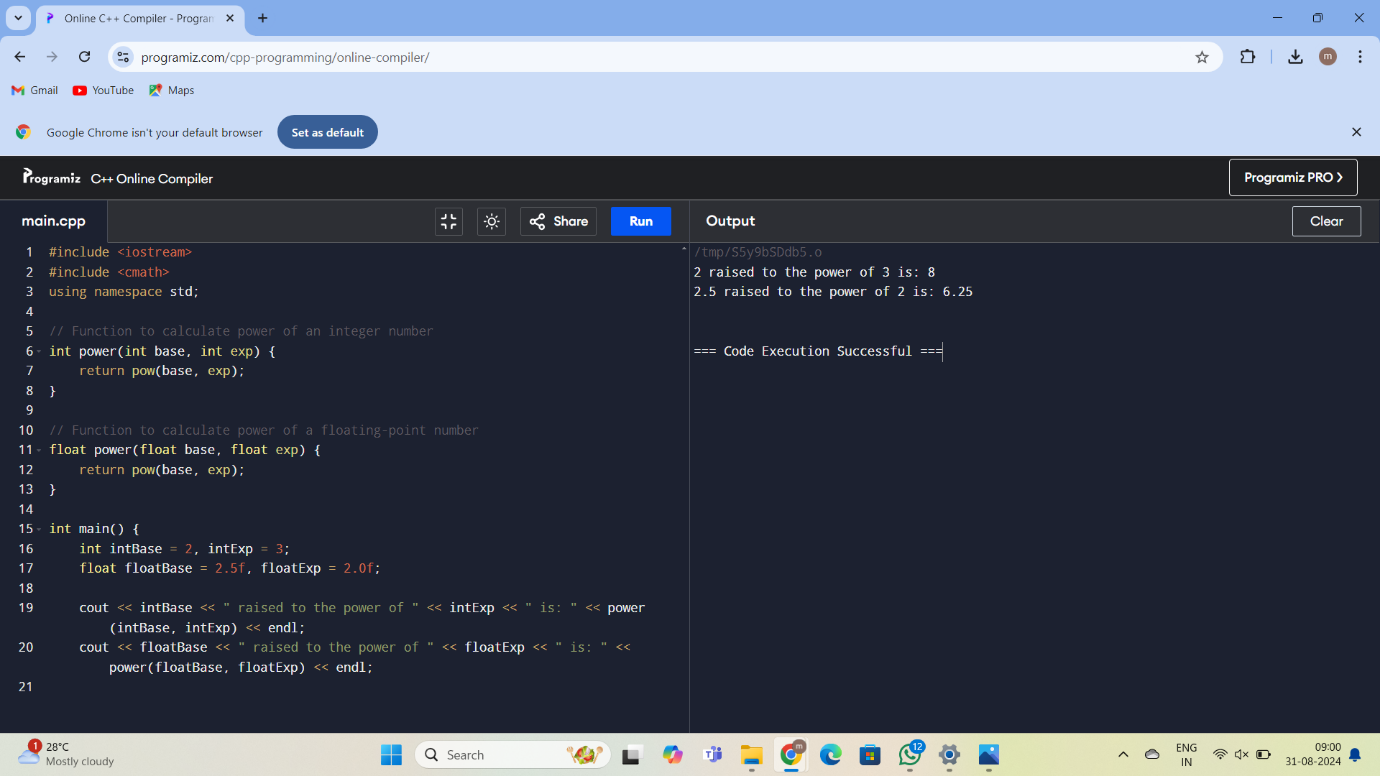 Online C++ Compiler - Program
programiz.com/cpp-programming/online-compiler/
m
Gmail YouTube Maps
Google Chrome isn't your default browser Set as default
Programiz C++ Online Compiler Programiz PRO
main.cpp Share Run Output Clear
1 #include <iostream>
2 #include <cmath>
3 using namespace std;
4
5 // Function to calculate power of an integer number
6 int power(int base, int exp) {
7     return pow(base, exp);
8 }
9
10 // Function to calculate power of a floating-point number
11 float power(float base, float exp) {
12     return pow(base, exp);
13 }
14
15 int main() {
16     int intBase = 2, intExp = 3;
17     float floatBase = 2.5f, floatExp = 2.0f;
18
19     cout << intBase << " raised to the power of " << intExp << " is: " << power
(intBase, intExp) << endl;
20     cout << floatBase << " raised to the power of " << floatExp << " is: " <<
power(floatBase, floatExp) << endl;
21
/tmp/S5y9bSDdb5.o
2 raised to the power of 3 is: 8
2.5 raised to the power of 2 is: 6.25
=== Code Execution Successful ===
1
28°C
Mostly cloudy
Search
m
12
ENG
IN
09:00
31-08-2024